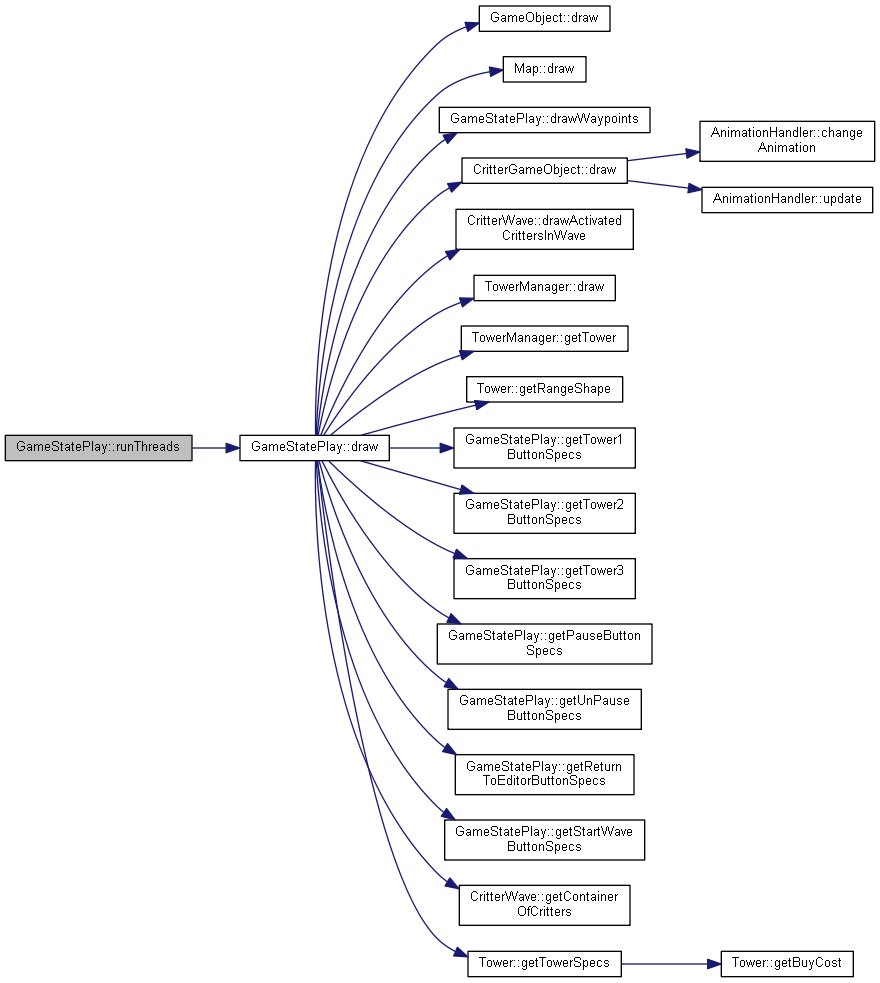 GameObject::draw
Map::draw
GameStatePlay::drawWaypoints
CritterGameObject::draw
AnimationHandler::change
Animation
AnimationHandler::update
CritterWave::drawActivated
CrittersInWave
TowerManager::draw
TowerManager::getTower
Tower::getRangeShape
GameStatePlay::runThreads
GameStatePlay::draw
GameStatePlay::getTower1
ButtonSpecs
GameStatePlay::getTower2
ButtonSpecs
GameStatePlay::getTower3
ButtonSpecs
GameStatePlay::getPauseButton
Specs
GameStatePlay::getUnPause
ButtonSpecs
GameStatePlay::getReturn
ToEditorButtonSpecs
GameStatePlay::getStartWave
ButtonSpecs
CritterWave::getContainer
OfCritters
Tower::getTowerSpecs
Tower::getBuyCost